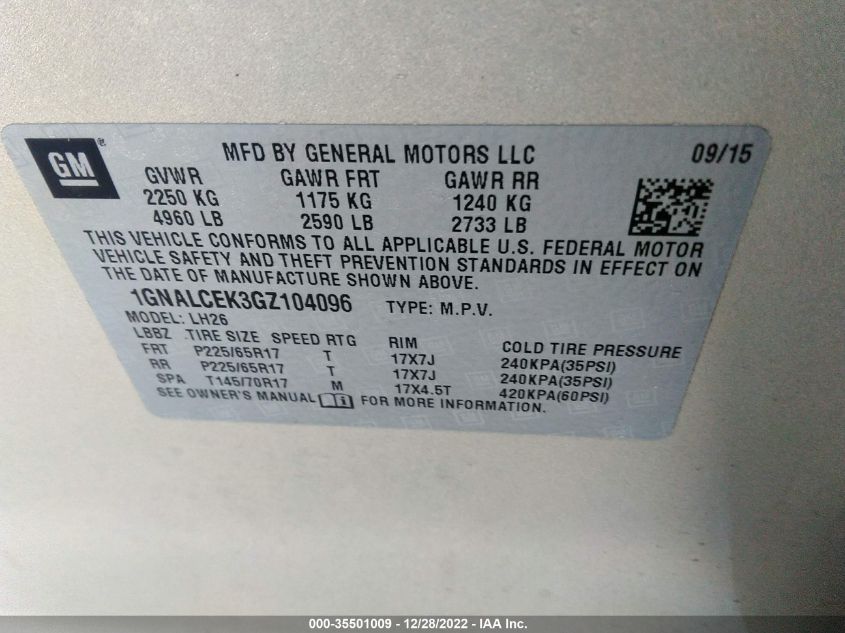 GM
MFD BY GENERAL MOTORS LLC 09/15
GVWR GAWR FRT GAWR RR
2250 KG 1175 KG 1240 KG
4960 LB 2590 LB 2733 LB
THIS VEHICLE CONFORMS TO ALL APPLICABLE U.S. FEDERAL MOTOR
VEHICLE SAFETY AND THEFT PREVENTION STANDARDS IN EFFECT ON
THE DATE OF MANUFACTURE SHOWN ABOVE.
1GNALCEK3GZ104096 TYPE: M.P.V.
MODEL: LH26
LBBZ TIRE SIZE SPEED RTG RIM COLD TIRE PRESSURE
FRT P225/65R17 T 17X7J 240KPA(35PSI)
RR P225/65R17 T 17X7J 240KPA(35PSI)
SPA T145/70R17 M 17X4.5T 420KPA(60PSI)
SEE OWNER'S MANUAL FOR MORE INFORMATION.
000-35501009 - 12/28/2022 - IAA Inc.